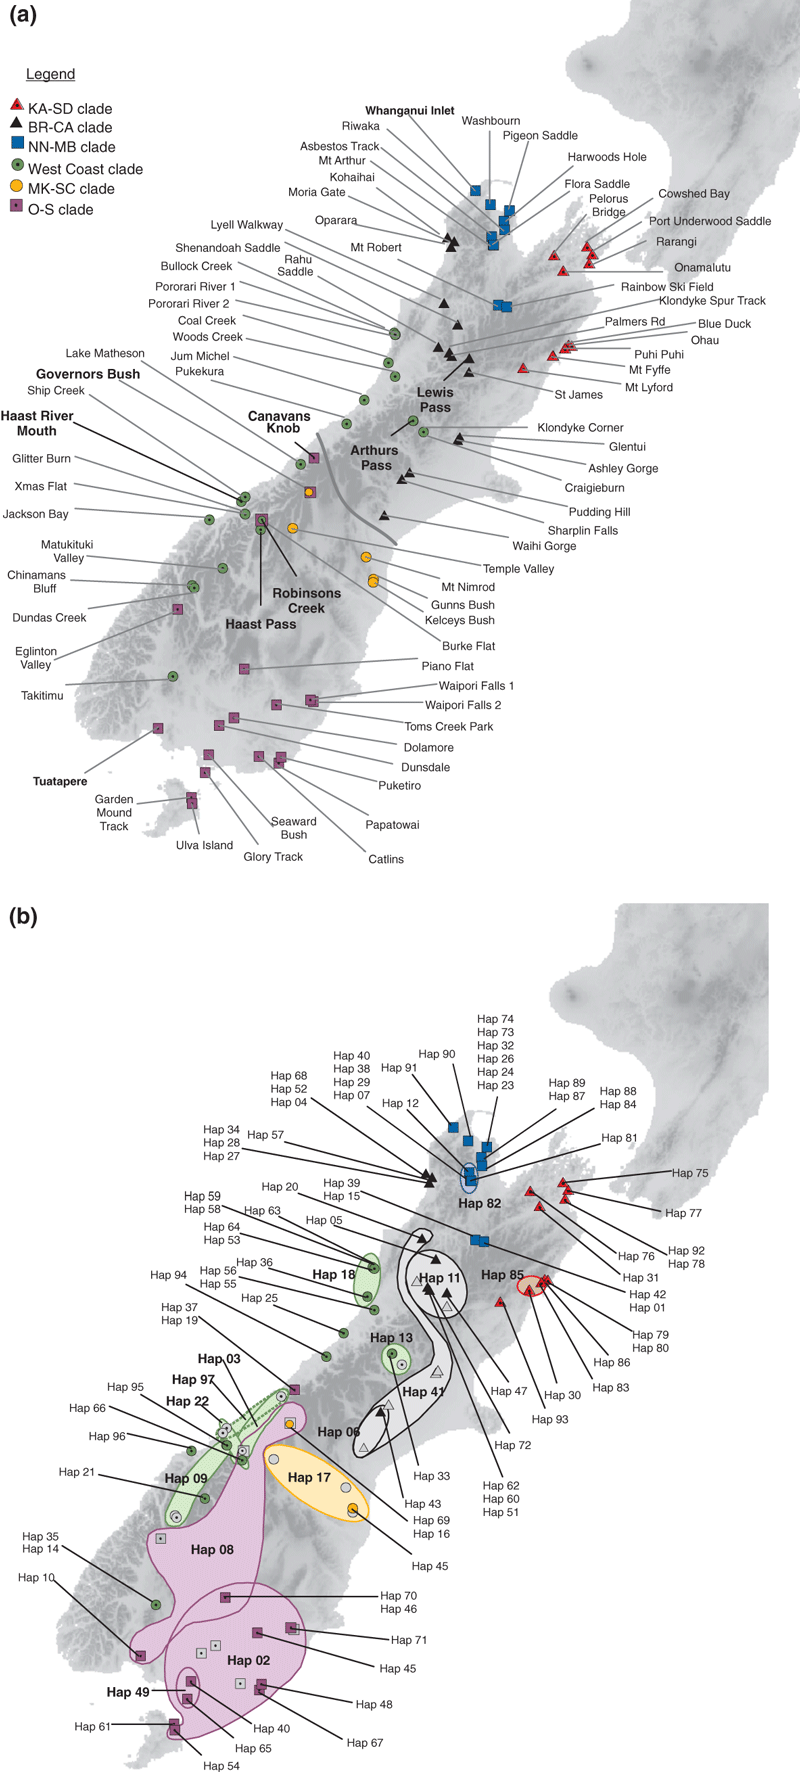 (a)
Legend
KA-SD clade
BR-CA clade
NN-MB clade
West Coast clade
MK-SC clade
O-S clade
Whanganui Inlet
Washbourn
Riwaka
Pigeon Saddle
Asbestos Track
Harwoods Hole
Mt Arthur
Kohaihai
Flora Saddle
Moria Gate
Pelorus
Bridge
Cowshed Bay
Oparara
Port Underwood Saddle
Lyell Walkway
Rarangi
Mt Robert
Shenandoah Saddle
Rahu
Saddle
Onamalutu
Bullock Creek
Rainbow Ski Field
Pororari River 1
Klondyke Spur Track
Pororari River 2
Palmers Rd
Blue Duck
Coal Creek
Ohau
Woods Creek
Puhi Puhi
Lake Matheson
Jum Michel
Mt Fyffe
Governors Bush
Pukekura
Mt Lyford
Ship Creek
Lewis
Pass
St James
Haast River
Mouth
Canavans
Knob
Klondyke Corner
Glentui
Arthurs
Pass
Glitter Burn
Ashley Gorge
Xmas Flat
Craigieburn
Jackson Bay
Pudding Hill
Sharplin Falls
Matukituki
Valley
Waihi Gorge
Temple Valley
Chinamans
Bluff
Mt Nimrod
Robinsons
Creek
Gunns Bush
Dundas Creek
Kelceys Bush
Haast Pass
Burke Flat
Eglinton
Valley
Piano Flat
Takitimu
Waipori Falls 1
Waipori Falls 2
Toms Creek Park
Dolamore
Dunsdale
Tuatapere
Puketiro
Garden
Mound
Track
Seaward
Bush
Papatowai
Ulva Island
Glory Track
Catlins
(b)
Hap 74
Hap 73
Hap 32
Hap 26
Hap 24
Hap 23
Hap 90
Hap 40
Hap 38
Hap 29
Hap 07
Hap 91
Hap 68
Hap 52
Hap 04
Hap 89
Hap 87
Hap 88
Hap 84
Hap 12
Hap 34
Hap 28
Hap 27
Hap 57
Hap 81
Hap 75
Hap 39
Hap 15
Hap 20
Hap 82
Hap 59
Hap 58
Hap 63
Hap 77
Hap 05
Hap 64
Hap 53
Hap 76
Hap 92
Hap 78
Hap 36
Hap 18
Hap 11
Hap 85
Hap 31
Hap 94
Hap 56
Hap 55
Hap 42
Hap 01
Hap 25
Hap 37
Hap 19
Hap 13
Hap 79
Hap 80
Hap 03
Hap 86
Hap 97
Hap 83
Hap 95
Hap 41
Hap 47
Hap 30
Hap 22
Hap 66
Hap 93
Hap 96
Hap 06
Hap 72
Hap 21
Hap 09
Hap 17
Hap 33
Hap 62
Hap 60
Hap 51
Hap 43
Hap 69
Hap 16
Hap 35
Hap 14
Hap 08
Hap 45
Hap 10
Hap 70
Hap 46
Hap 71
Hap 02
Hap 45
Hap 49
Hap 48
Hap 61
Hap 40
Hap 67
Hap 65
Hap 54